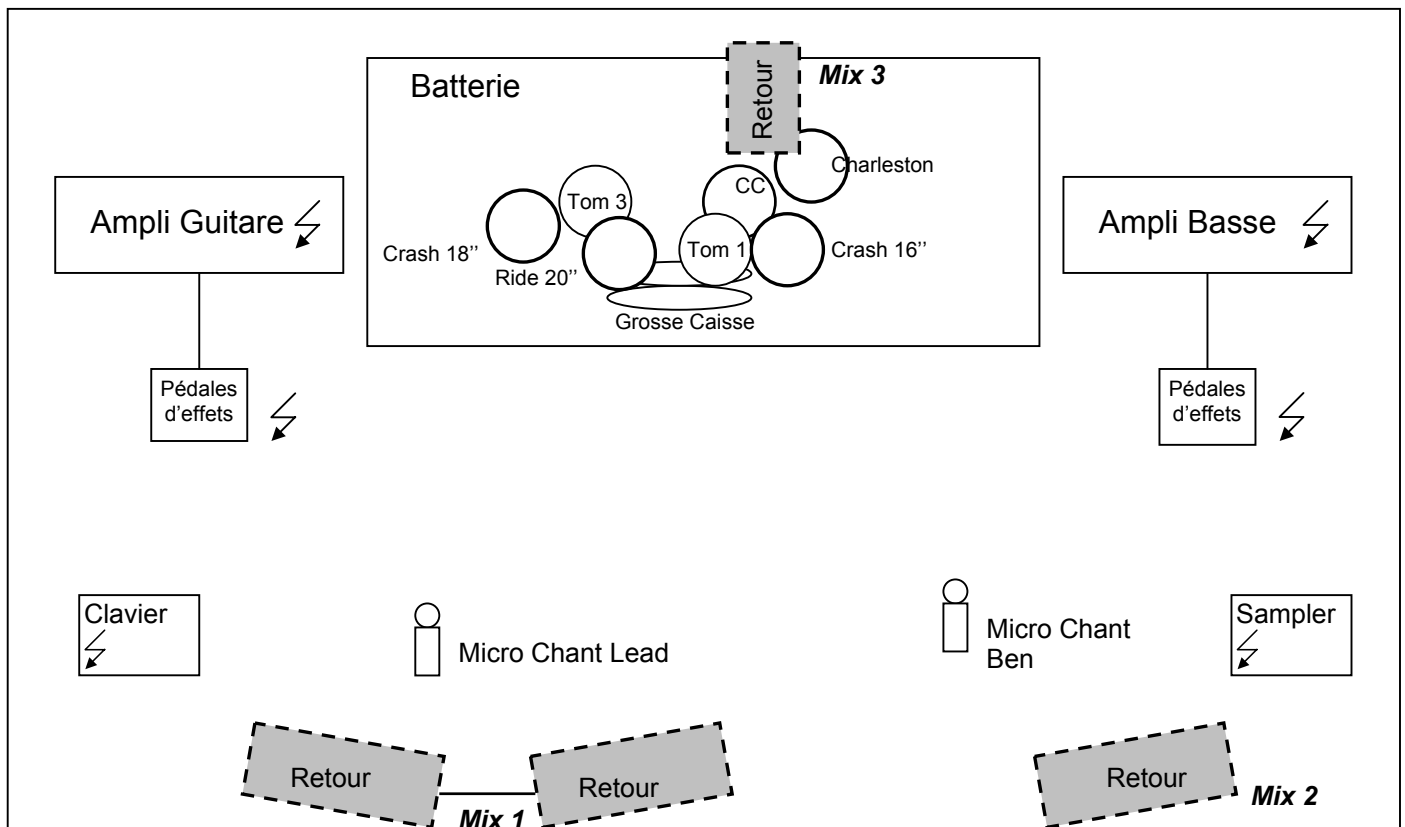 Batterie
Retour
Mix 3
Charleston
CC
Tom 3
Tom 1
Crash 18’’
Ride 20’’
Crash 16’’
Grosse Caisse
Ampli Guitare
Ampli Basse
Pédales
d’effets
Pédales
d’effets
Clavier
Micro Chant Lead
Micro Chant
Ben
Sampler
Retour
Retour
Mix 1
Retour
Mix 2